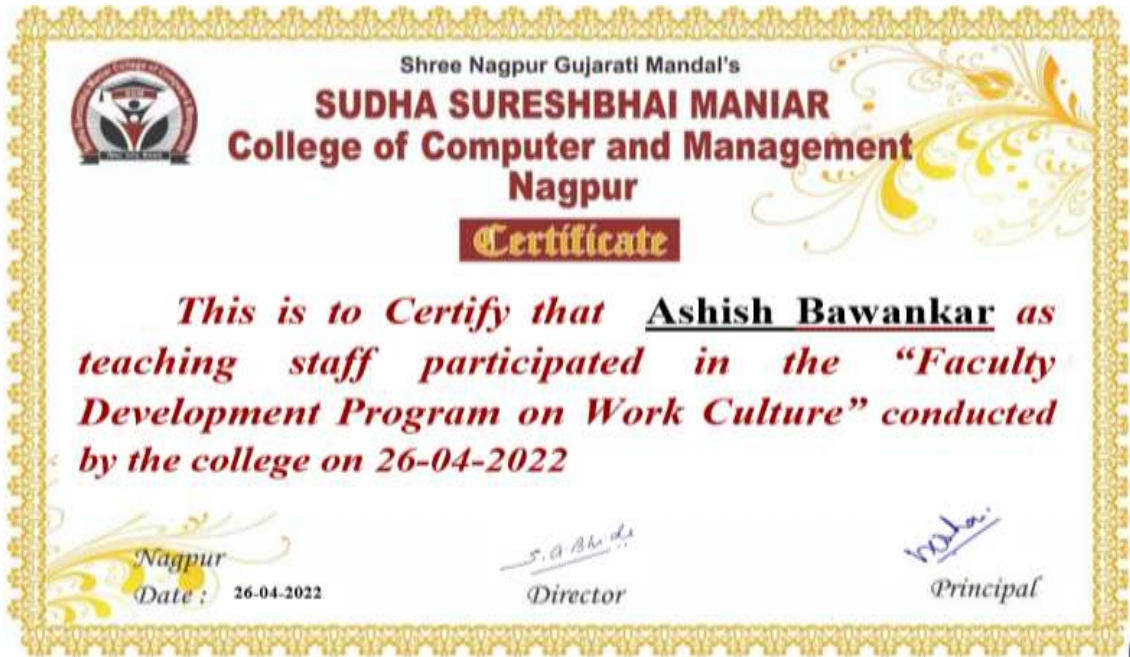 Shree Nagpur Gujarati Mandal's
SUDHA SURESHBHAI MANIAR
College of Computer and Management
Nagpur
Certificate
This is to Certify that Ashish Bawankar as
teaching staff participated in the “Faculty
Development Program on Work Culture” conducted
by the college on 26-04-2022
S.A Bhide
Nagpur
Date : 26-04-2022
Director
Principal